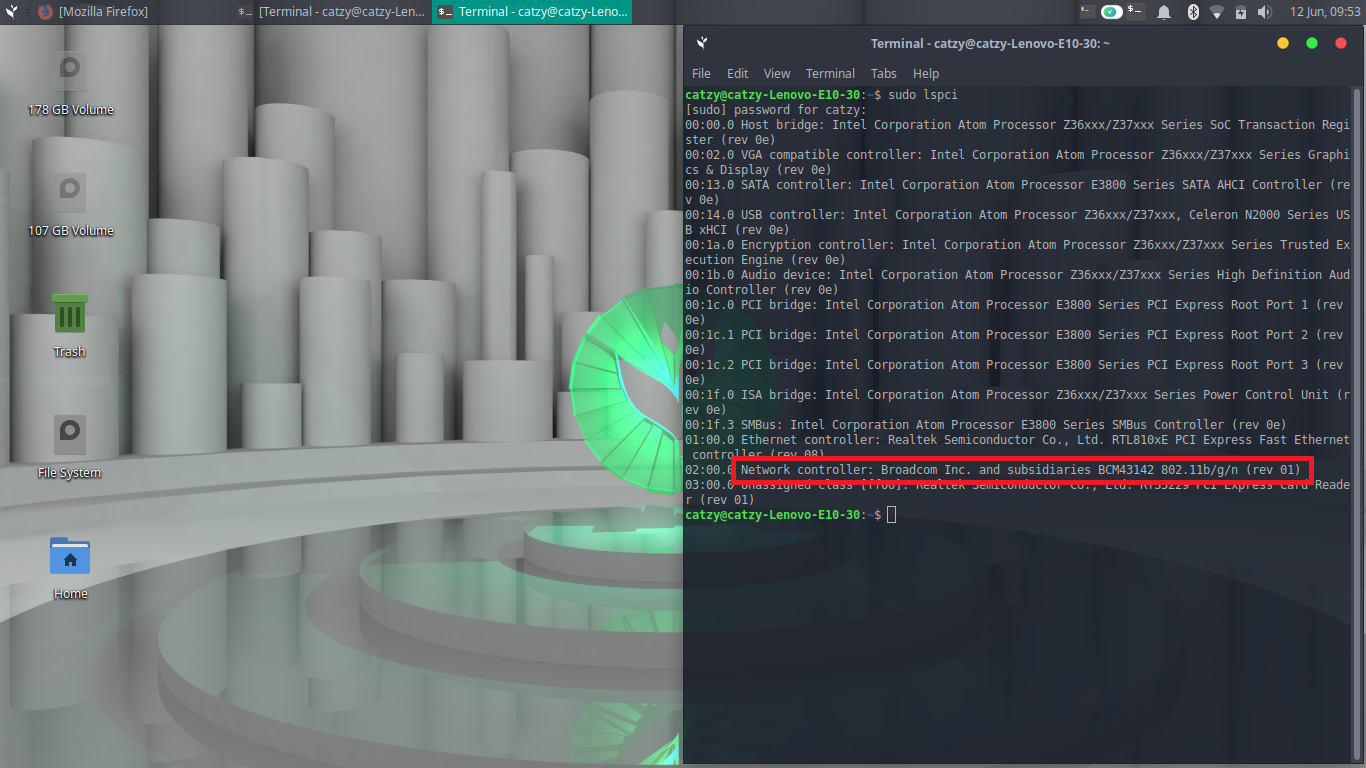 [Mozilla Firefox]
[Terminal - catzy@catzy-Len...
Terminal - catzy@catzy-Leno...
12 Jun, 09:53
178 GB Volume
107 GB Volume
Trash
File System
Home
Terminal - catzy@catzy-Lenovo-E10-30: ~
File Edit View Terminal Tabs Help
catzy@catzy-Lenovo-E10-30:~$ sudo lspci
[sudo] password for catzy:
00:00.0 Host bridge: Intel Corporation Atom Processor Z36xxx/Z37xxx Series SoC Transaction Regi
ster (rev 0e)
00:02.0 VGA compatible controller: Intel Corporation Atom Processor Z36xxx/Z37xxx Series Graphi
cs & Display (rev 0e)
00:13.0 SATA controller: Intel Corporation Atom Processor E3800 Series SATA AHCI Controller (re
v 0e)
00:14.0 USB controller: Intel Corporation Atom Processor Z36xxx/Z37xxx, Celeron N2000 Series US
B xHCI (rev 0e)
00:1a.0 Encryption controller: Intel Corporation Atom Processor Z36xxx/Z37xxx Series Trusted Ex
ecution Engine (rev 0e)
00:1b.0 Audio device: Intel Corporation Atom Processor Z36xxx/Z37xxx Series High Definition Aud
io Controller (rev 0e)
00:1c.0 PCI bridge: Intel Corporation Atom Processor E3800 Series PCI Express Root Port 1 (rev
0e)
00:1c.1 PCI bridge: Intel Corporation Atom Processor E3800 Series PCI Express Root Port 2 (rev
0e)
00:1c.2 PCI bridge: Intel Corporation Atom Processor E3800 Series PCI Express Root Port 3 (rev
0e)
00:1f.0 ISA bridge: Intel Corporation Atom Processor Z36xxx/Z37xxx Series Power Control Unit (r
ev 0e)
00:1f.3 SMBus: Intel Corporation Atom Processor E3800 Series SMBus Controller (rev 0e)
01:00.0 Ethernet controller: Realtek Semiconductor Co., Ltd. RTL810xE PCI Express Fast Ethernet
controller (rev 08)
02:00.0 Network controller: Broadcom Inc. and subsidiaries BCM43142 802.11b/g/n (rev 01)
03:00.0 Unassigned class [ff00]: Realtek Semiconductor Co., Ltd. RTS5229 PCI Express Card Reade
r (rev 01)
catzy@catzy-Lenovo-E10-30:~$